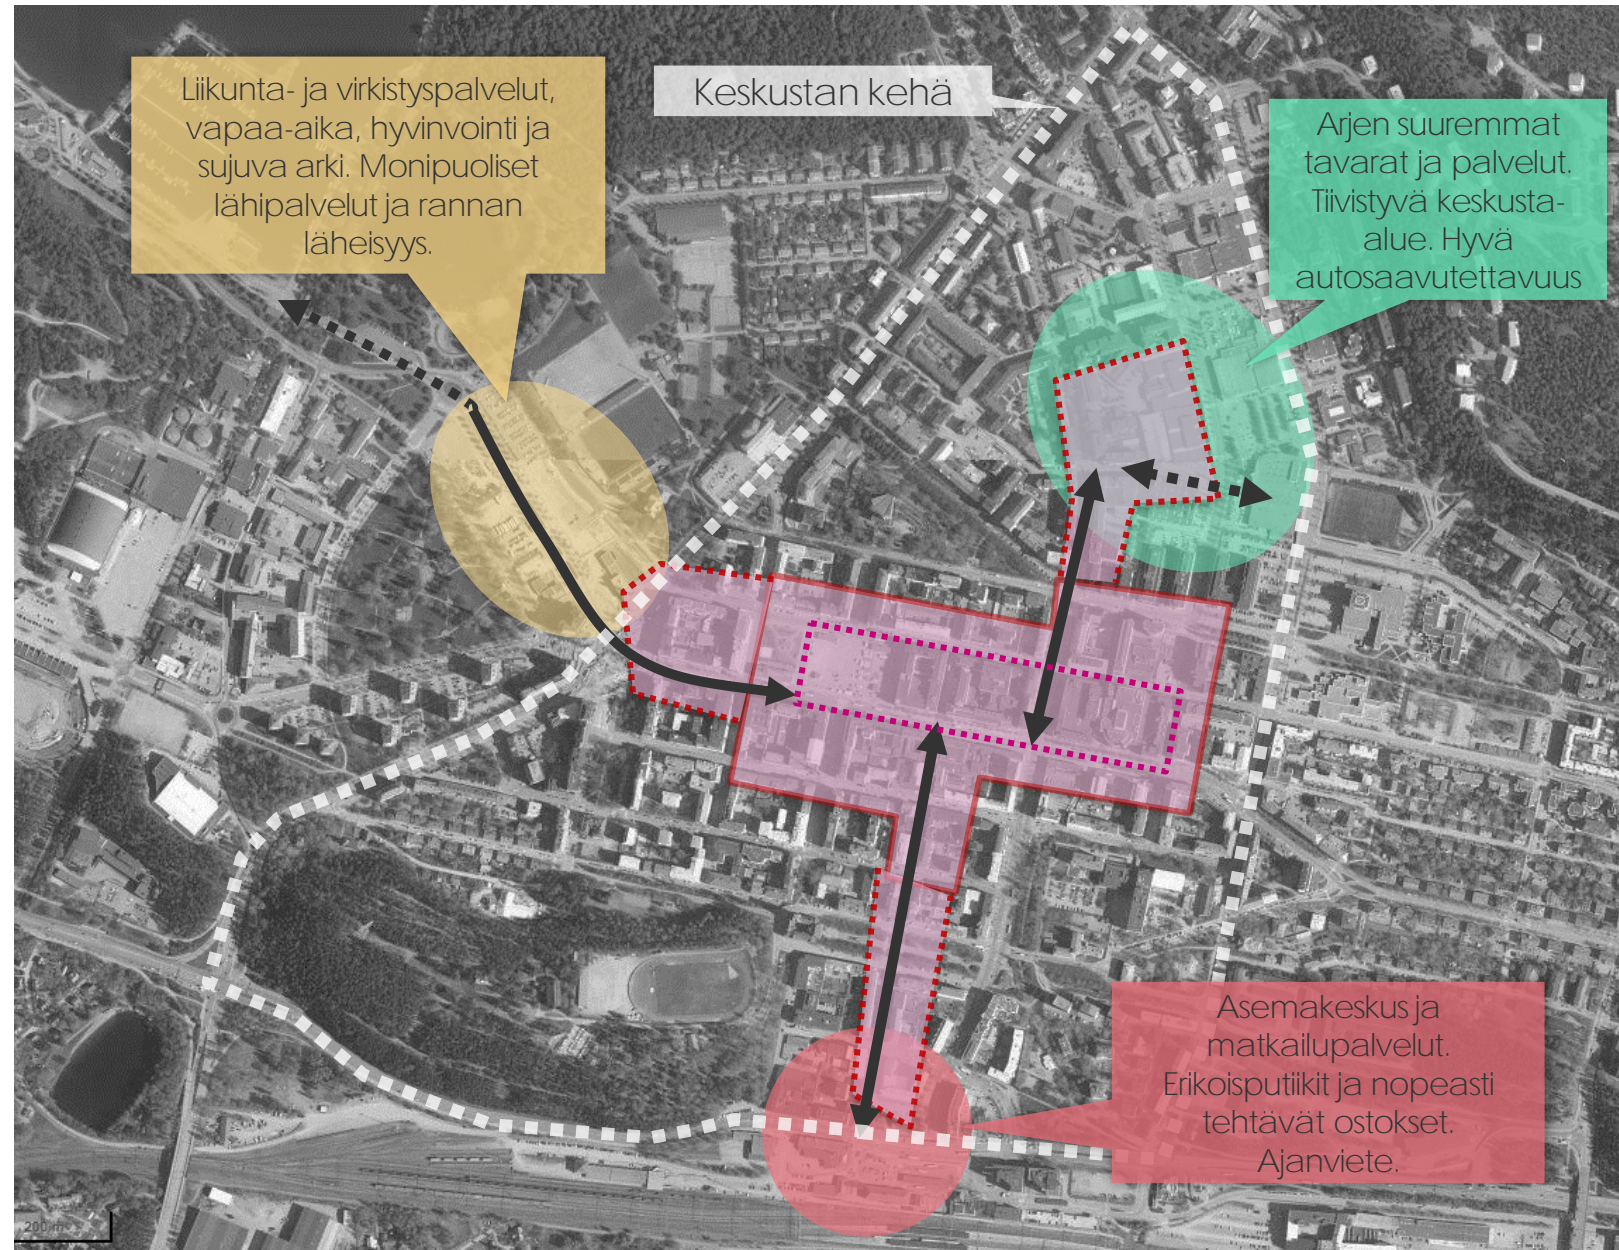 Liikunta- ja virkistyspalvelut,
vapaa-aika, hyvinvointi ja
sujuva arki. Monipuoliset
lähipalvelut ja rannan
läheisyys.
Keskustan kehä
Arjen suuremmat
tavarat ja palvelut.
Tiivistyvä keskusta-
alue. Hyvä
autosaavutettavuus
Asemakeskus ja
matkailupalvelut.
Erikoisputiikit ja nopeasti
tehtävät ostokset.
Ajanviete.
200 m